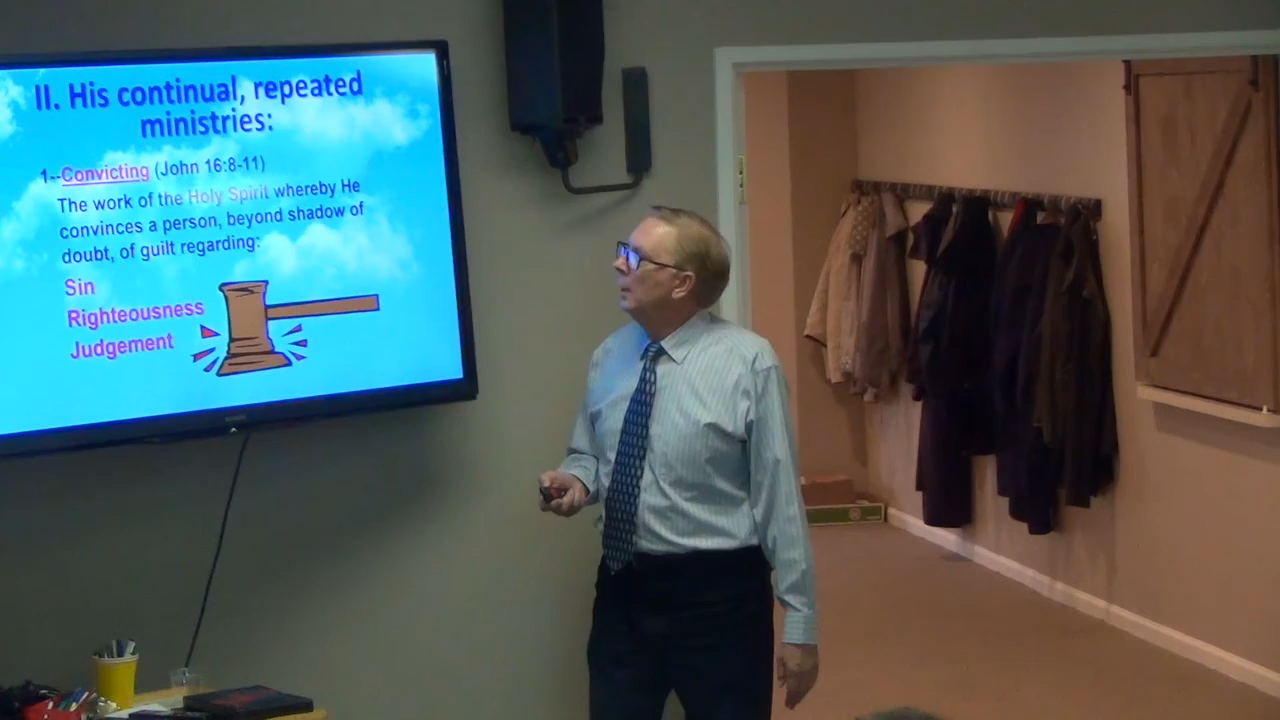 II. His continual, repeated
ministries:
1--Convicting (John 16:8-11)
The work of the Holy Spirit whereby He
convinces a person, beyond shadow of
doubt, of guilt regarding:
Sin
Righteousness
Judgement